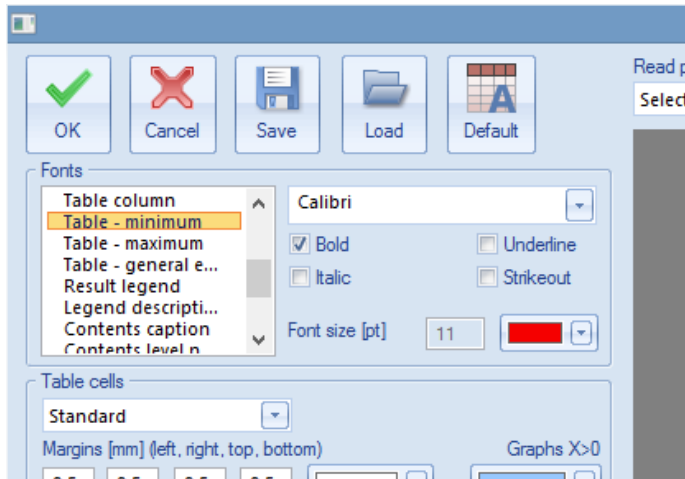 Read
OK Cancel Save Load Default
Fonts
Table column
Table - minimum
Table - maximum
Table - general e...
Result legend
Legend descripti...
Contents caption
Contents level n
Calibri
Bold Underline
Italic Strikeout
Font size [pt] 11
Table cells
Standard
Margins [mm] (left, right, top, bottom) Graphs X>0